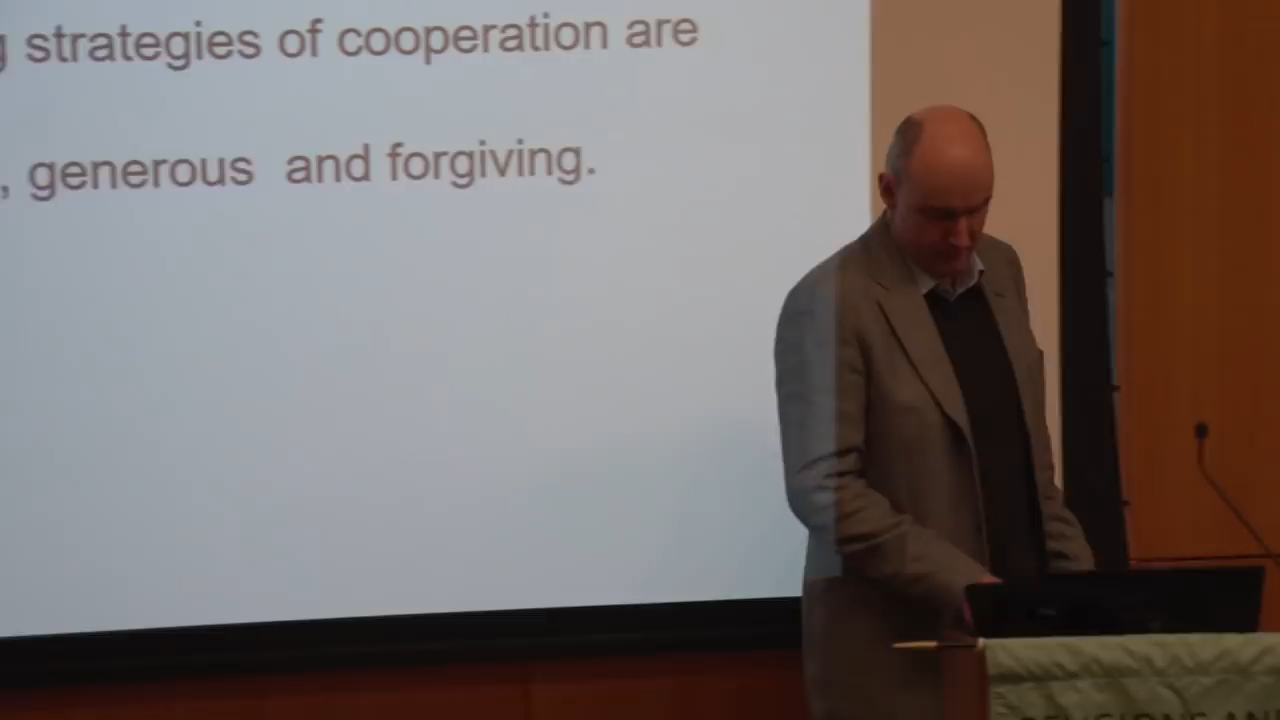 strategies of cooperation are
, generous and forgiving.